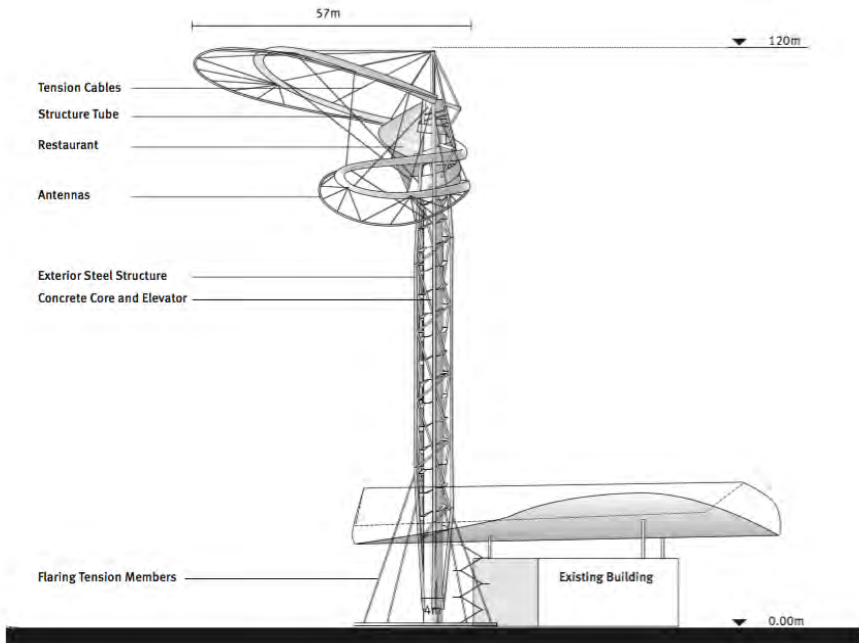 57m
120m
Tension Cables
Structure Tube
Restaurant
Antennas
Exterior Steel Structure
Concrete Core and Elevator
Flaring Tension Members
Existing Building
4m
0.00m